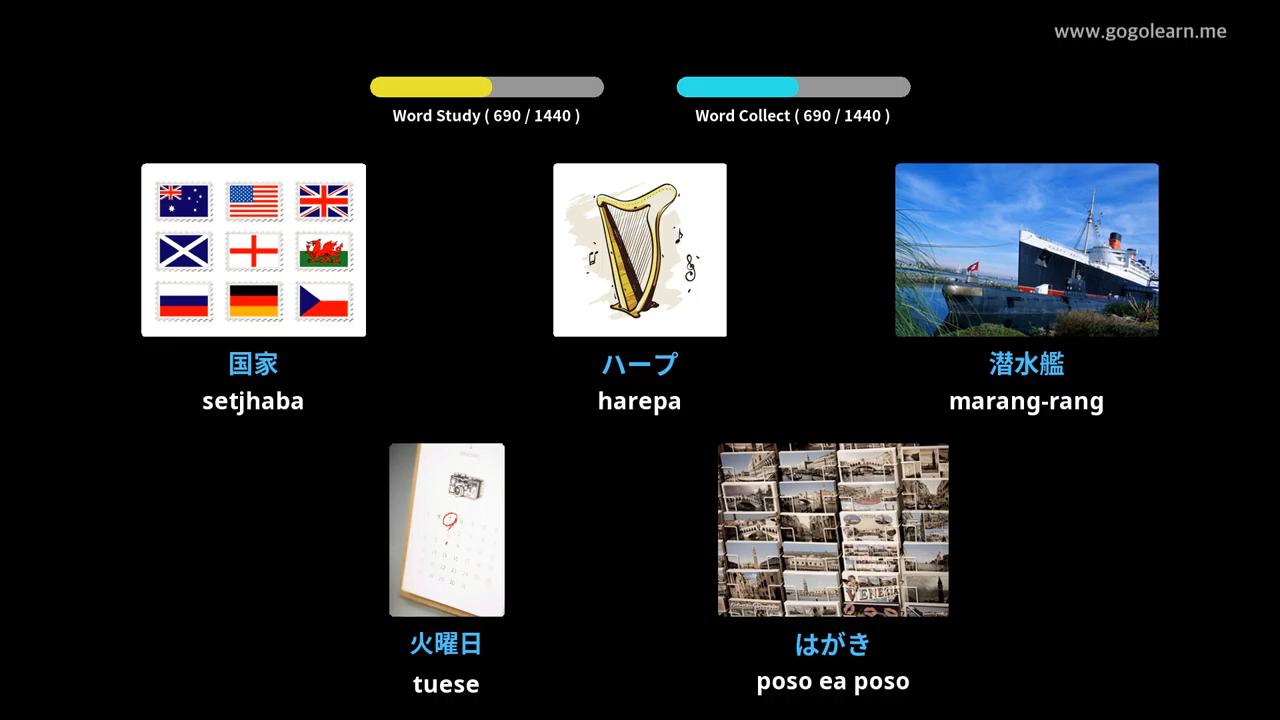 www.gogolearn.me
Word Study ( 690 / 1440 )
Word Collect ( 690 / 1440 )
国家
setjhaba
ハープ
harepa
潜水艦
marang-rang
火曜日
tuese
はがき
poso ea poso